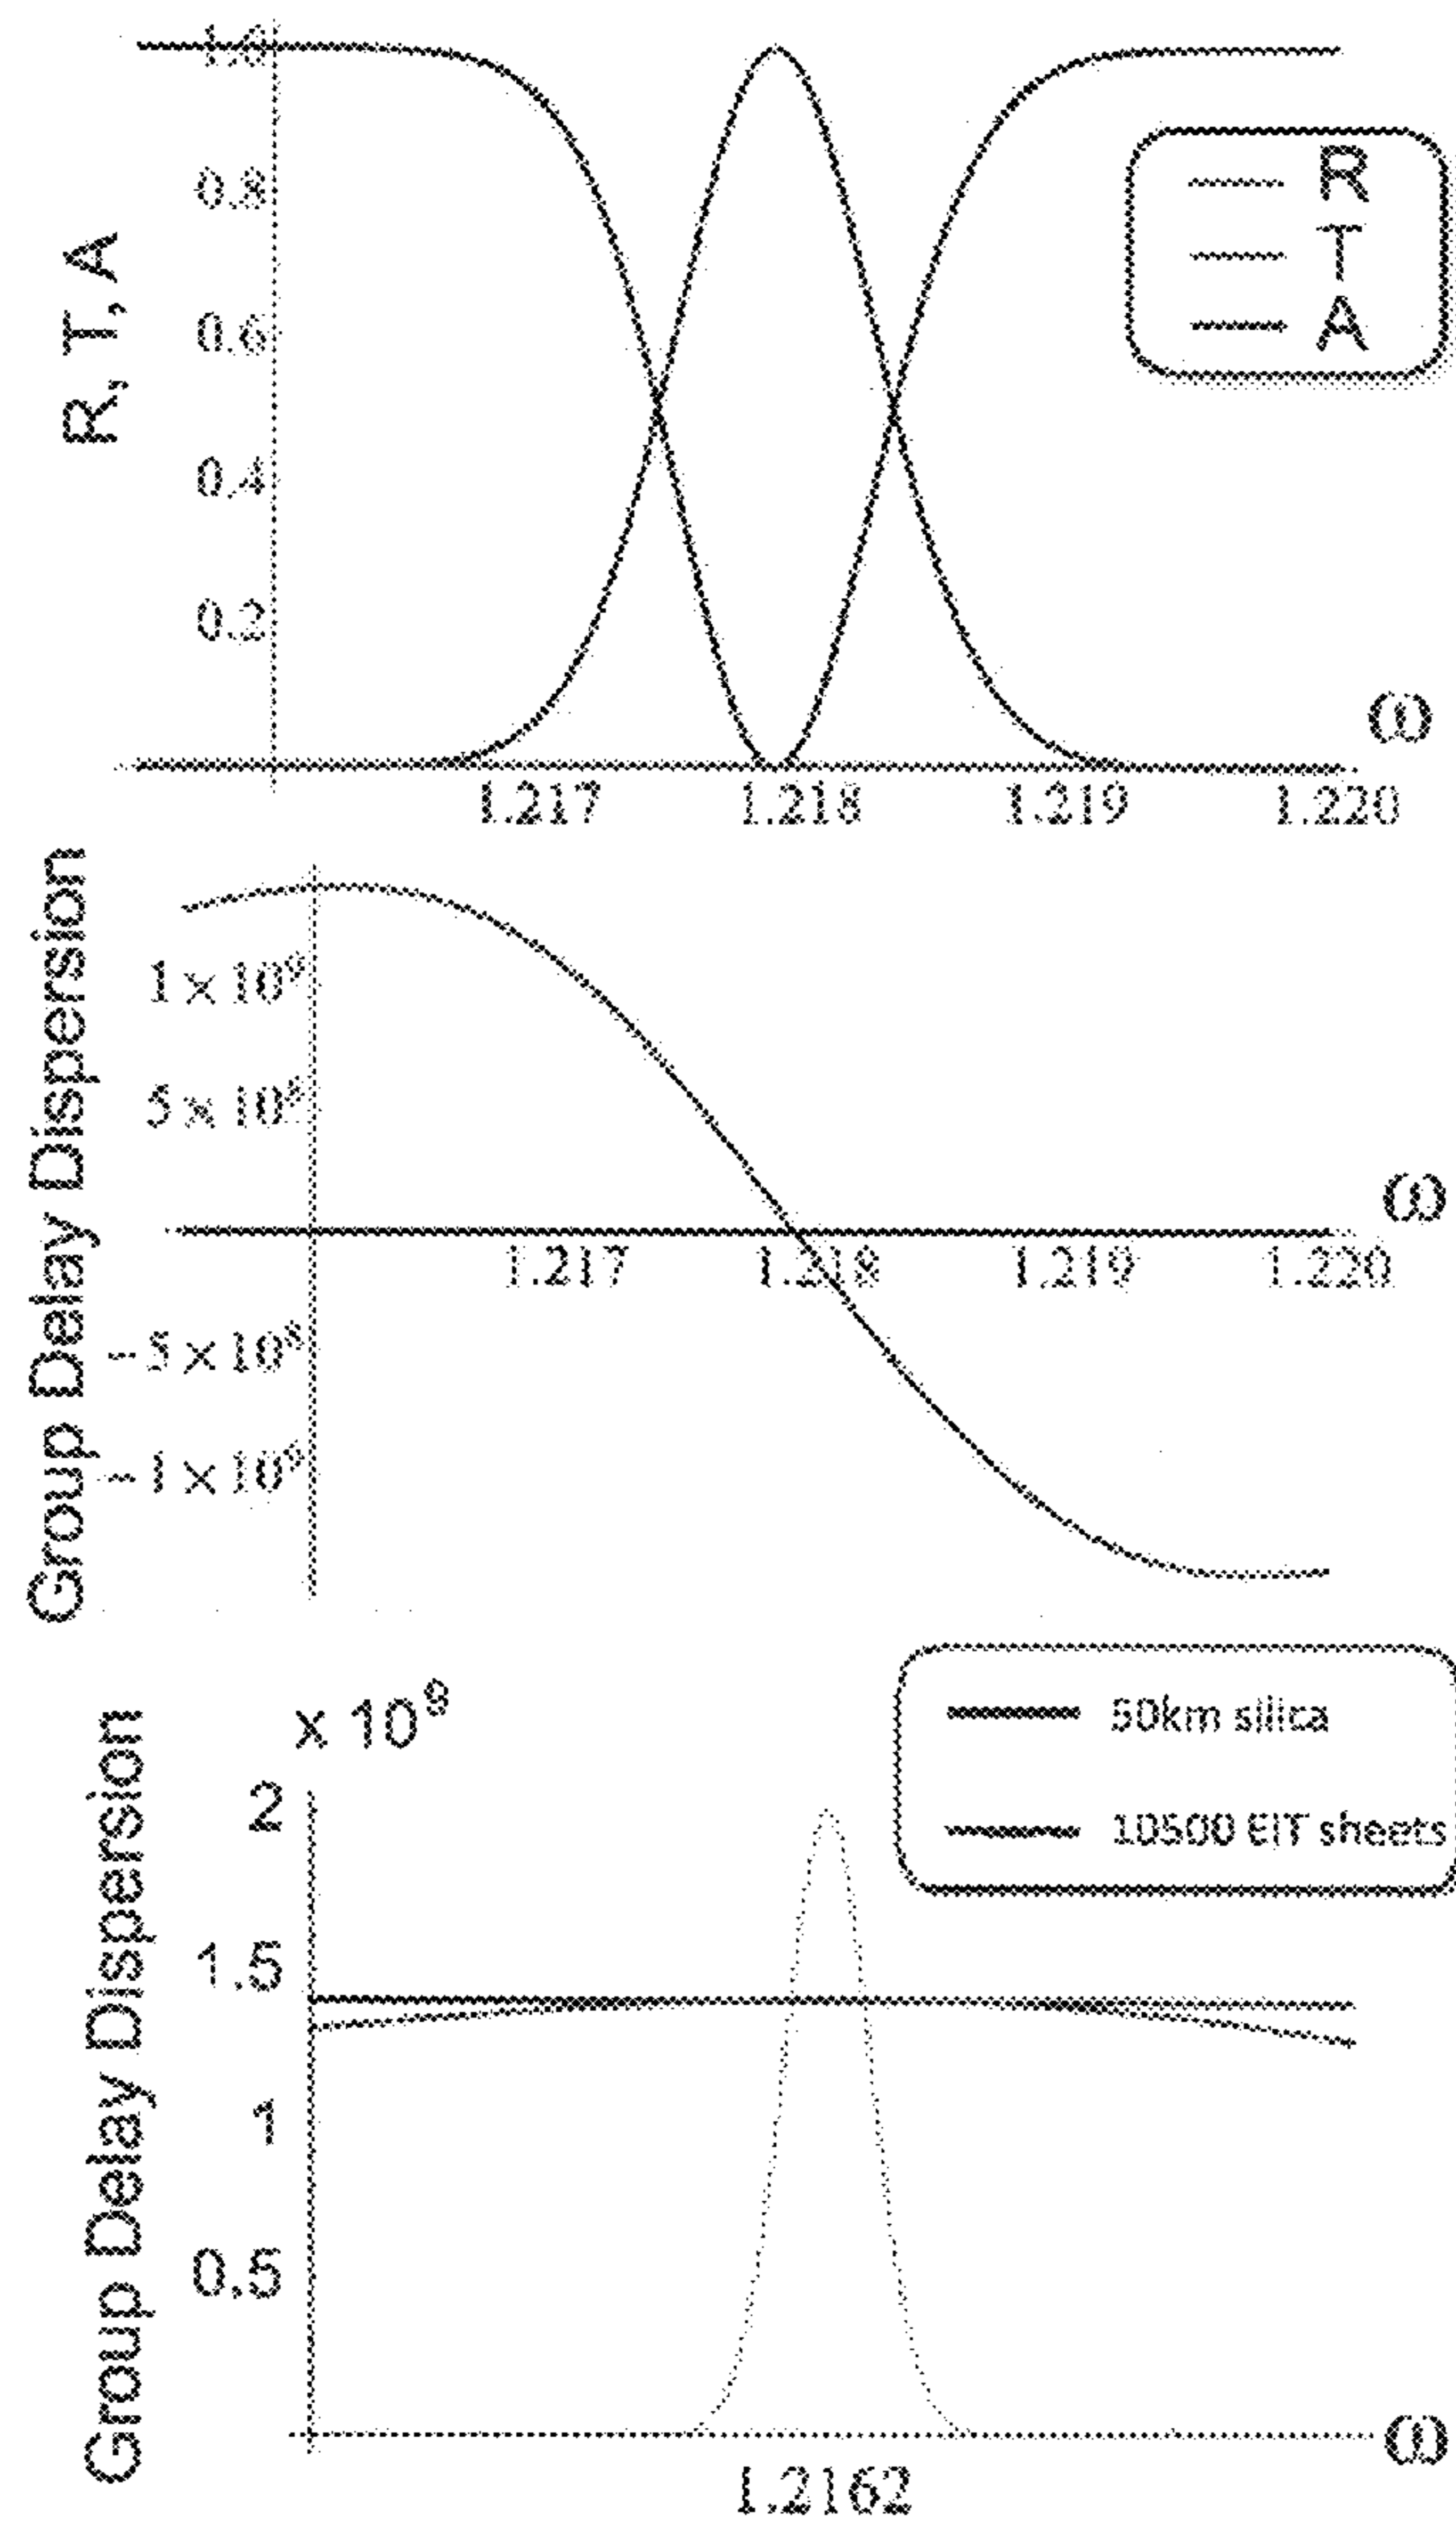 R, T, A
1.0
0.8
0.6
0.4
0.2
R
T
A
ω
1.217 1.218 1.219 1.220
Group Delay Dispersion
1 × 10⁹
5 × 10⁸
ω
1.217 1.218 1.219 1.220
-5 × 10⁸
-1 × 10⁹
Group Delay Dispersion
x 10⁹
2
1.5
1
0.5
50km silica
10500 EIT sheets
ω
1.2162